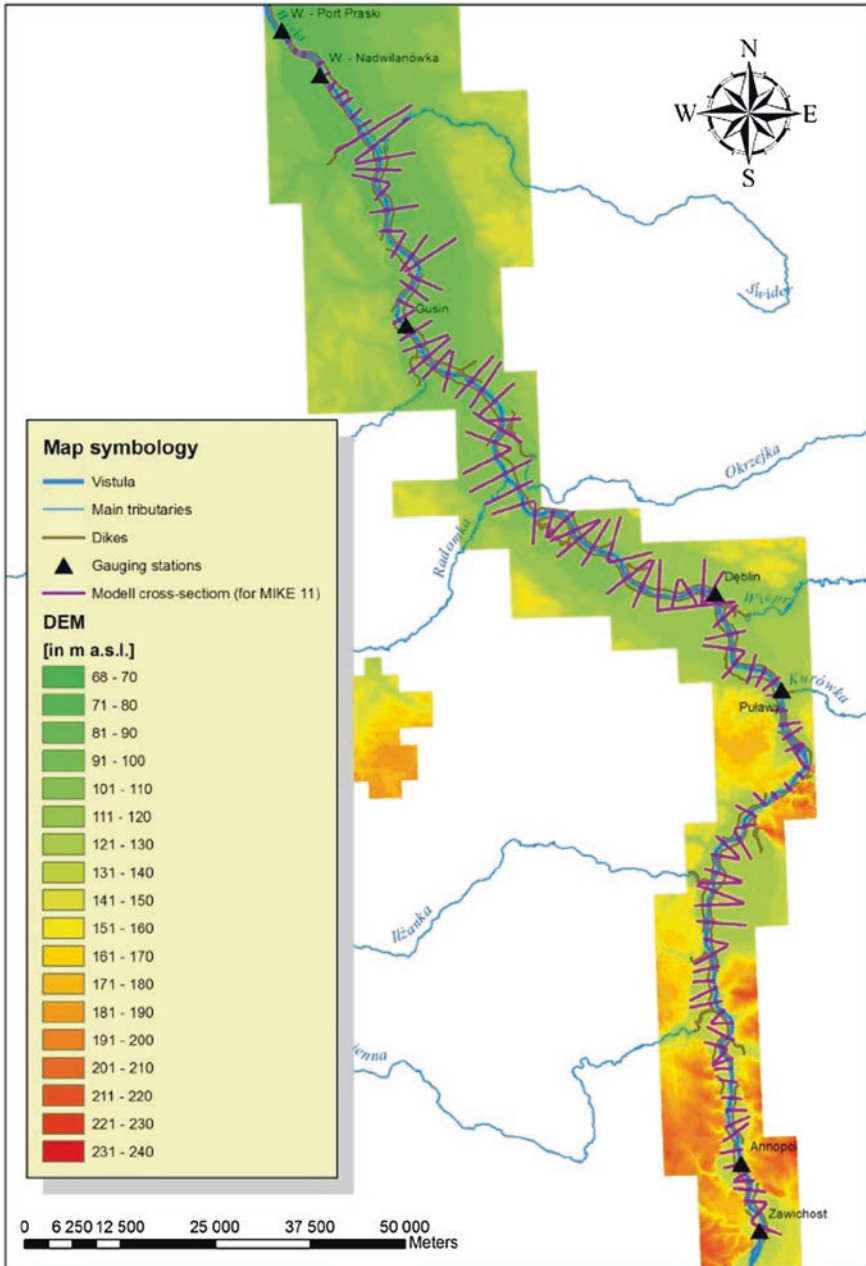 W. - Port Praski
W. - Nadwilanówka
N
W
E
S
Świder
Gusin
Okrzejka
Radomka
Dęblin
Wieprz
Kurówka
Puławy
Iłżanka
ienna
Annopol
Zawichost
Map symbology
Vistula
Main tributaries
Dikes
Gauging stations
Modell cross-sectiom (for MIKE 11)
DEM
[in m a.s.l.]
68 - 70
71 - 80
81 - 90
91 - 100
101 - 110
111 - 120
121 - 130
131 - 140
141 - 150
151 - 160
161 - 170
171 - 180
181 - 190
191 - 200
201 - 210
211 - 220
221 - 230
231 - 240
0 6 250 12 500 25 000 37 500 50 000
Meters